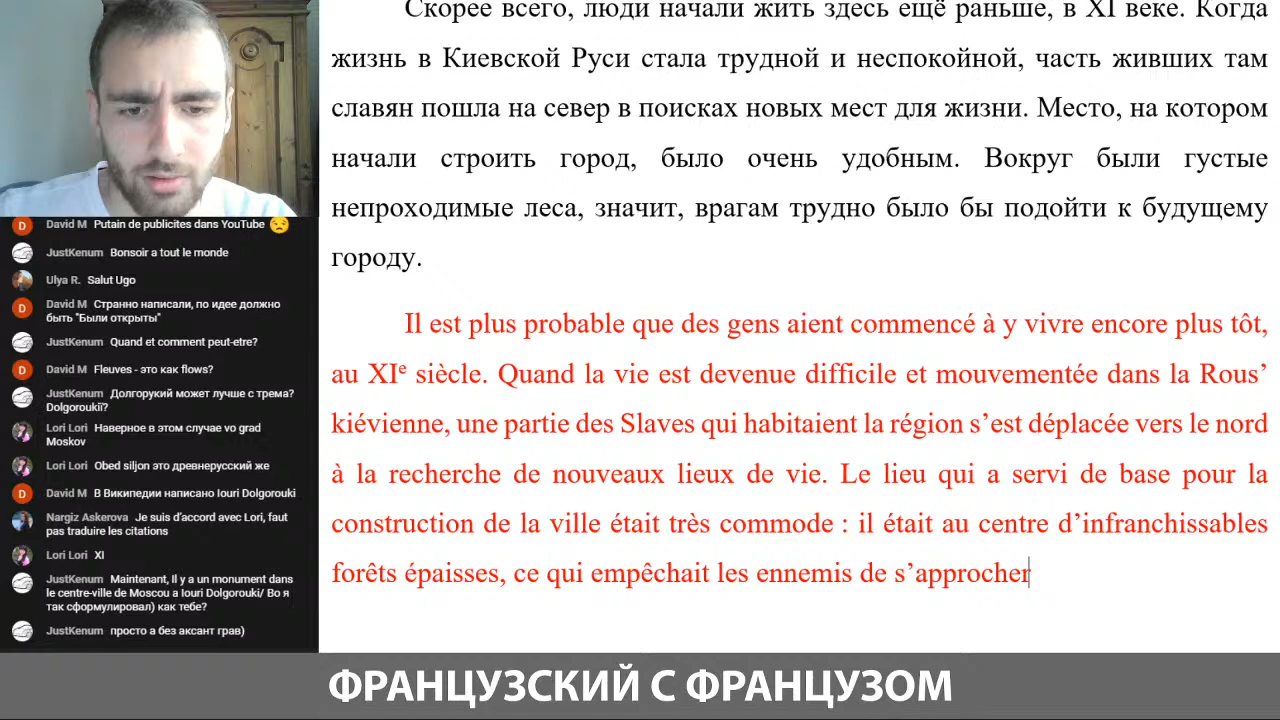 David M Putain de publicites dans YouTube
JustKenum Bonsoir a tout le monde
Ulya R. Salut Ugo
David M Странно написали, по идее должно
быть "Были открыты"
JustKenum Quand et comment peut-etre?
David M Fleuves - это как flows?
JustKenum Долгорукий может лучше с трема?
Dolgoroukiï?
Lori Lori Наверное в этом случае vo grad
Moskov
Lori Lori Obed siljon это древнерусский же
David M В Википедии написано Iouri Dolgorouki
Nargiz Askerova Je suis d'accord avec Lori, faut
pas traduire les citations
Lori Lori XI
JustKenum Maintenant, Il y a un monument dans
le centre-ville de Moscou a Iouri Dolgorouki/ Во я
так сформулировал) как тебе?
JustKenum просто а без аксант грав)
Скорее всего, люди начали жить здесь ещё раньше, в XI веке. Когда
жизнь в Киевской Руси стала трудной и неспокойной, часть живших там
славян пошла на север в поисках новых мест для жизни. Место, на котором
начали строить город, было очень удобным. Вокруг были густые
непроходимые леса, значит, врагам трудно было бы подойти к будущему
городу.
Il est plus probable que des gens aient commencé à y vivre encore plus tôt,
au XIᵉ siècle. Quand la vie est devenue difficile et mouvementée dans la Rous’
kiévienne, une partie des Slaves qui habitaient la région s’est déplacée vers le nord
à la recherche de nouveaux lieux de vie. Le lieu qui a servi de base pour la
construction de la ville était très commode : il était au centre d’infranchissables
forêts épaisses, ce qui empêchait les ennemis de s’approcher
ФРАНЦУЗСКИЙ С ФРАНЦУЗОМ